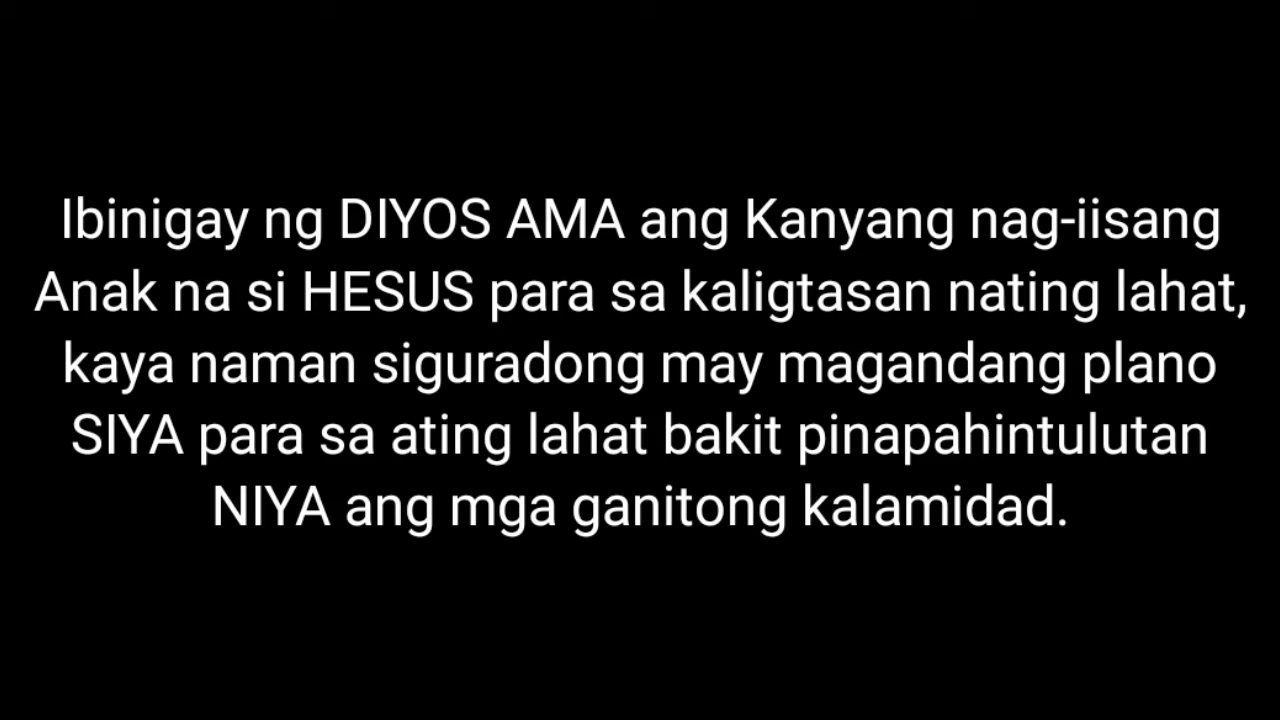 Ibinigay ng DIYOS AMA ang Kanyang nag-iisang
Anak na si HESUS para sa kaligtasan nating lahat,
kaya naman siguradong may magandang plano
SIYA para sa ating lahat bakit pinapahintulutan
NIYA ang mga ganitong kalamidad.